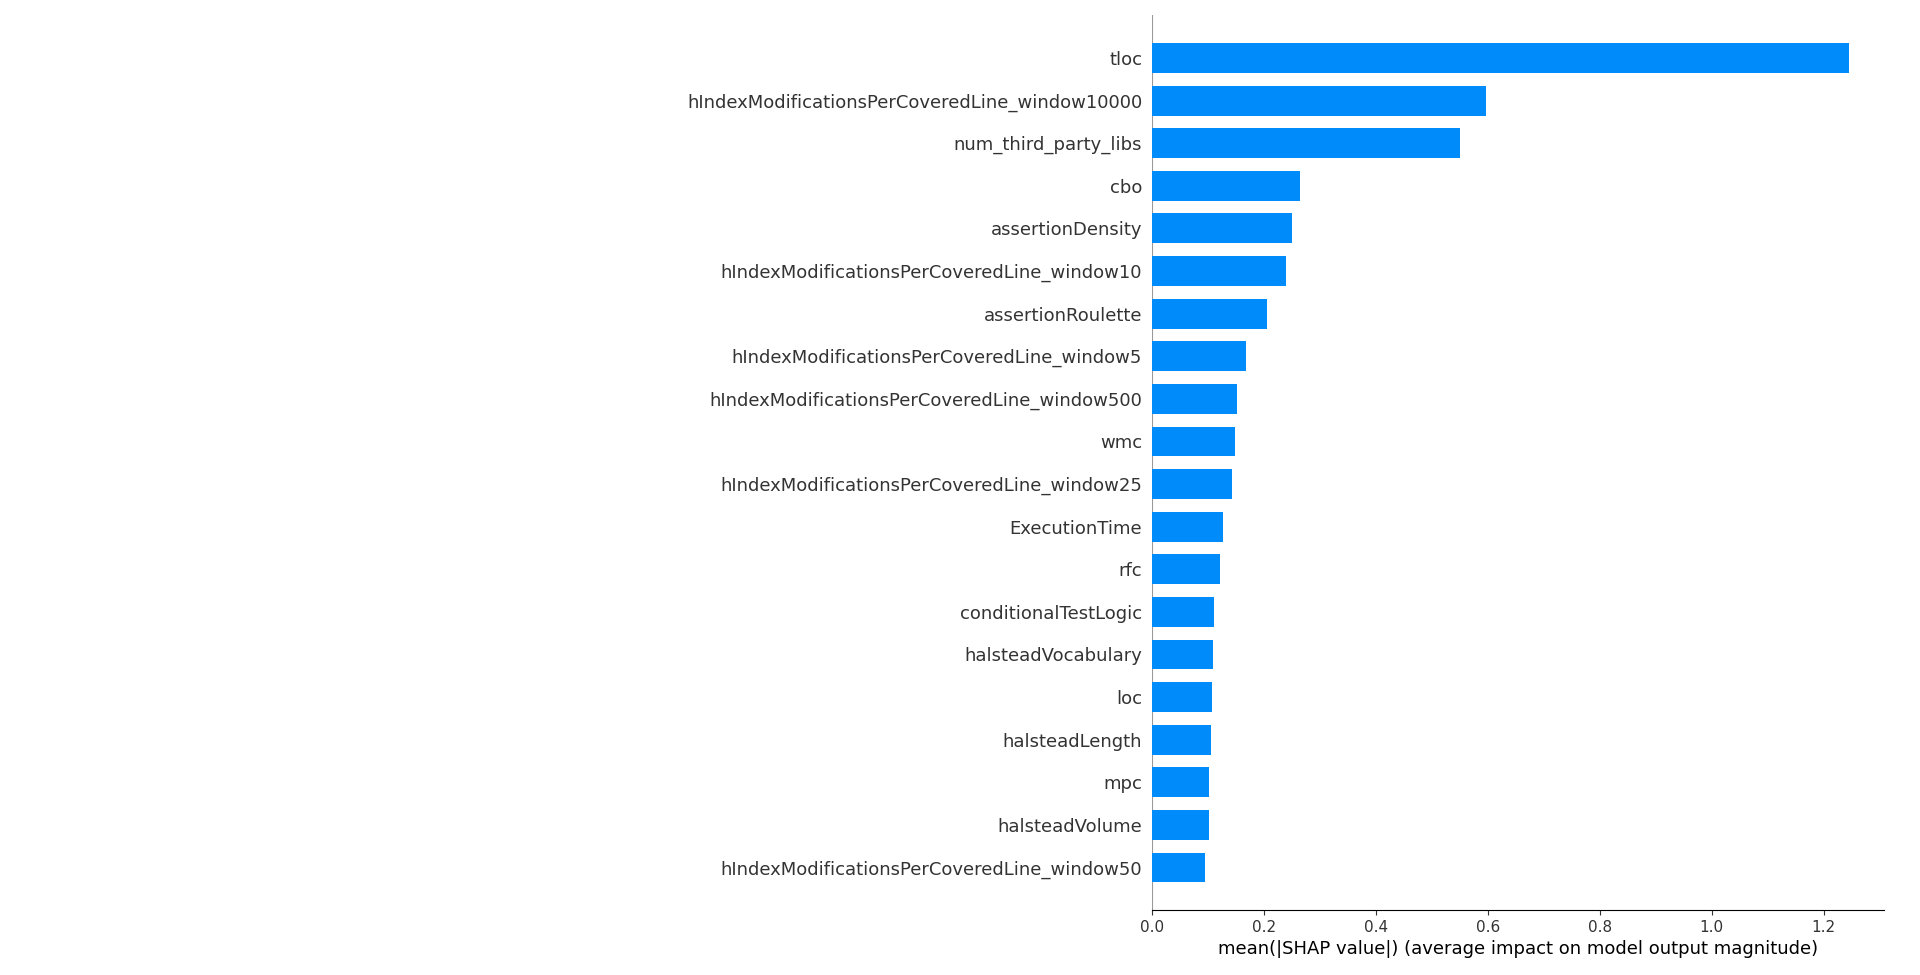 tloc
hIndexModificationsPerCoveredLine_window10000
num_third_party_libs
cbo
assertionDensity
hIndexModificationsPerCoveredLine_window10
assertionRoulette
hIndexModificationsPerCoveredLine_window5
hIndexModificationsPerCoveredLine_window500
wmc
hIndexModificationsPerCoveredLine_window25
ExecutionTime
rfc
conditionalTestLogic
halsteadVocabulary
loc
halsteadLength
mpc
halsteadVolume
hIndexModificationsPerCoveredLine_window50
0.0 0.2 0.4 0.6 0.8 1.0 1.2
mean(|SHAP value|) (average impact on model output magnitude)